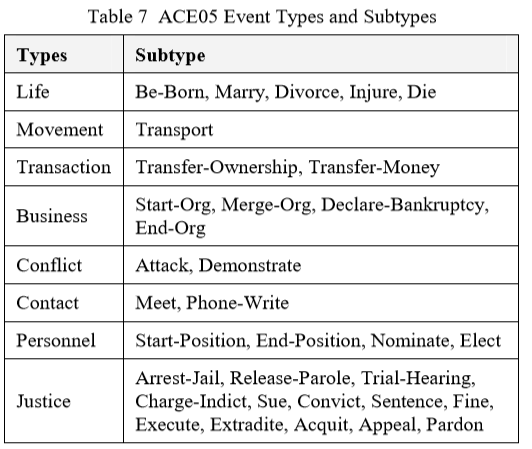 Table 7 ACE05 Event Types and Subtypes
Types Subtype
Life Be-Born, Marry, Divorce, Injure, Die
Movement Transport
Transaction Transfer-Ownership, Transfer-Money
Business Start-Org, Merge-Org, Declare-Bankruptcy,
End-Org
Conflict Attack, Demonstrate
Contact Meet, Phone-Write
Personnel Start-Position, End-Position, Nominate, Elect
Justice Arrest-Jail, Release-Parole, Trial-Hearing,
Charge-Indict, Sue, Convict, Sentence, Fine,
Execute, Extradite, Acquit, Appeal, Pardon